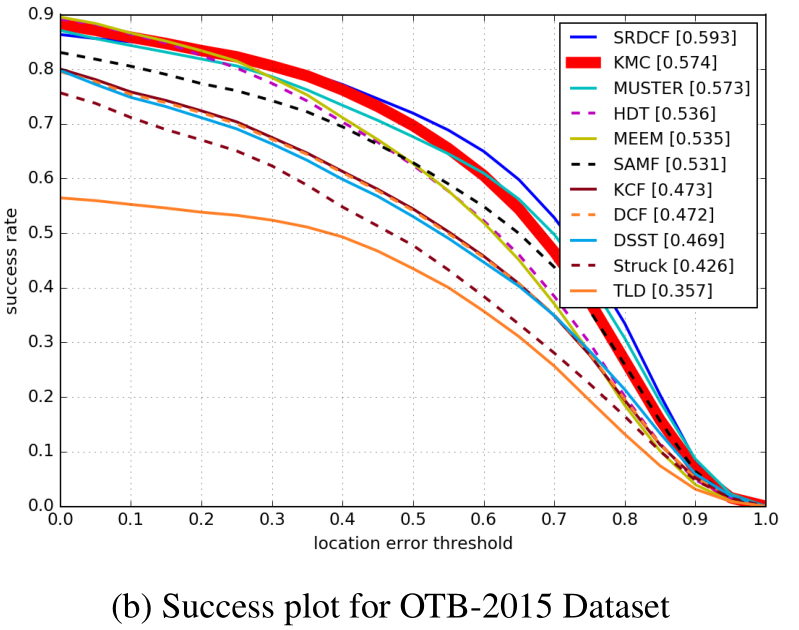 0.9
0.8
0.7
0.6
0.5
0.4
0.3
0.2
0.1
0.0
success rate
SRDCF [0.593]
KMC [0.574]
MUSTER [0.573]
HDT [0.536]
MEEM [0.535]
SAMF [0.531]
KCF [0.473]
DCF [0.472]
DSST [0.469]
Struck [0.426]
TLD [0.357]
0.0 0.1 0.2 0.3 0.4 0.5 0.6 0.7 0.8 0.9 1.0
location error threshold
(b) Success plot for OTB-2015 Dataset